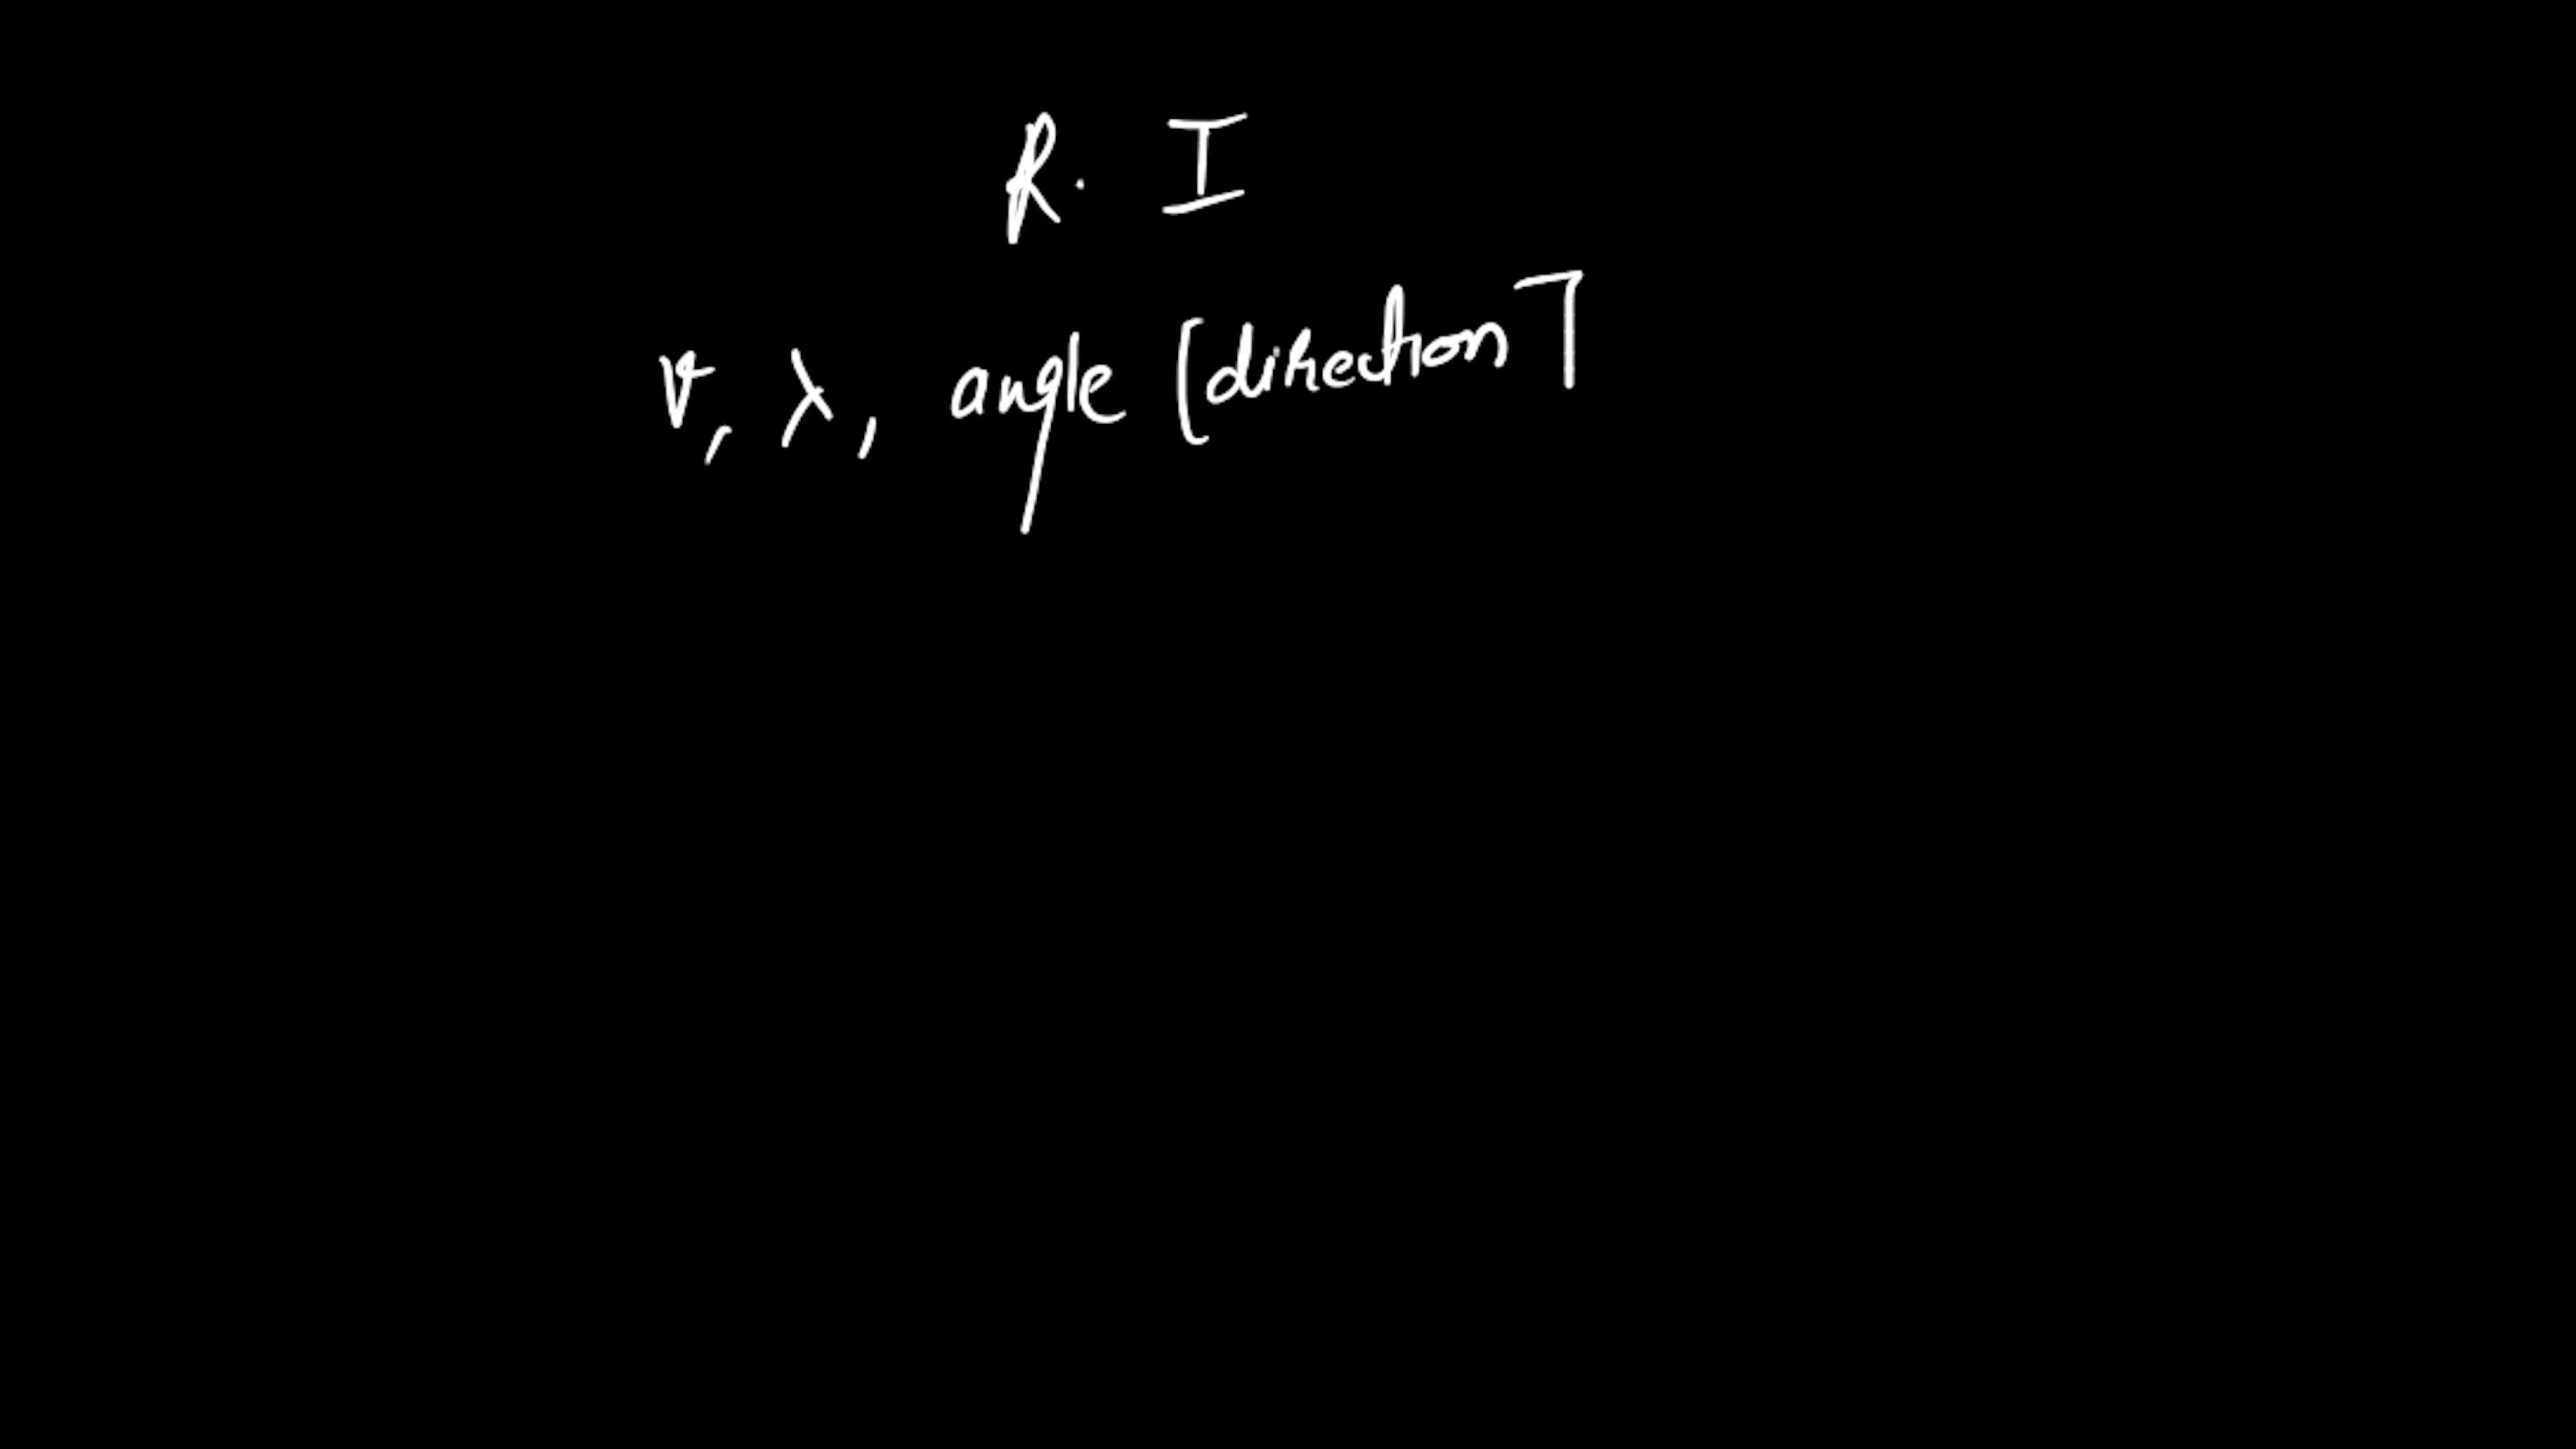 R. I
v, λ, angle [direction]